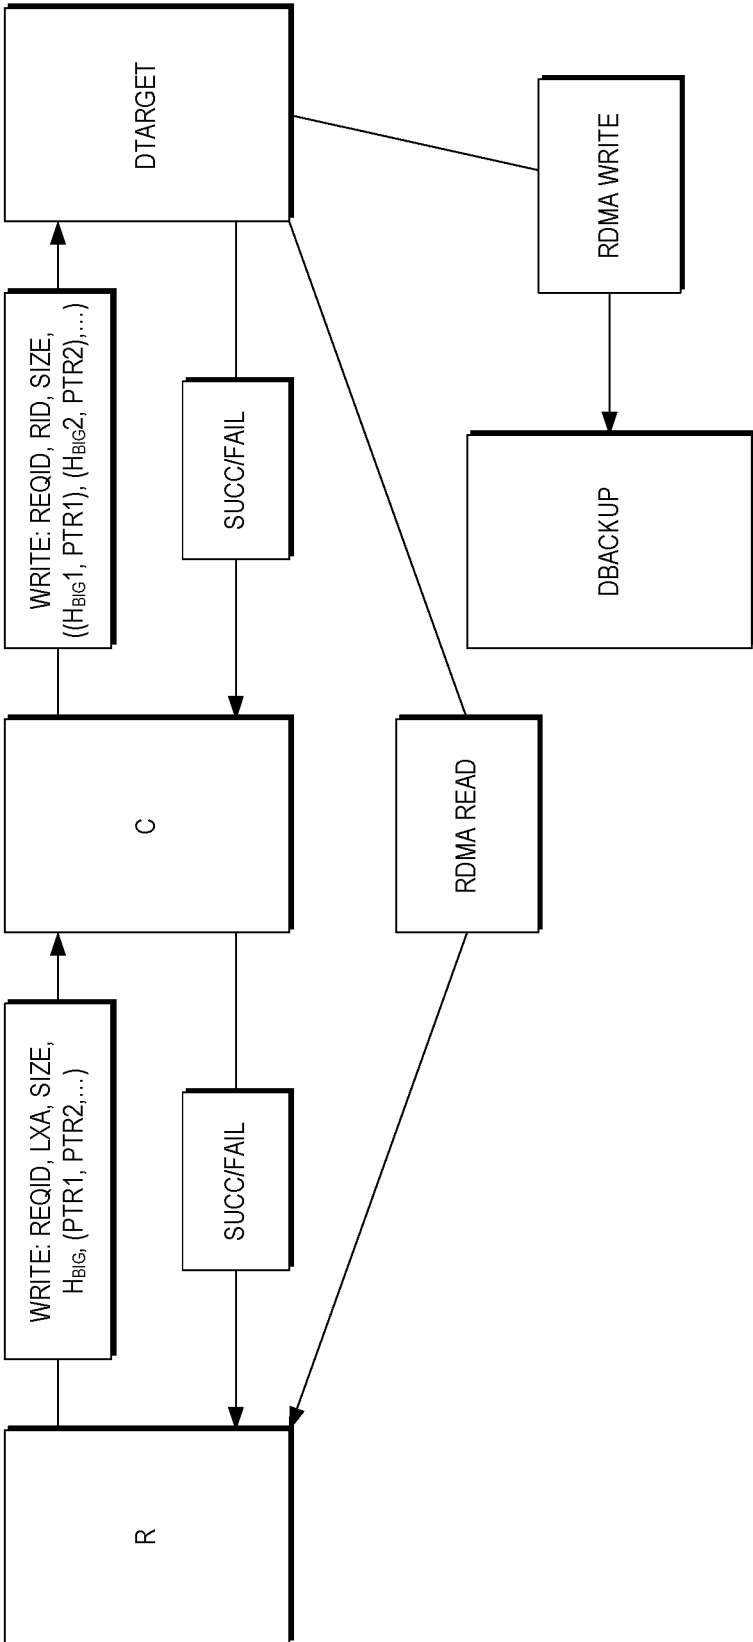 R
WRITE: REQID, LXA, SIZE,
HBIG, (PTR1, PTR2,...)
SUCC/FAIL
C
WRITE: REQID, RID, SIZE,
((HBIG1, PTR1), (HBIG2, PTR2),...)
SUCC/FAIL
DTARGET
RDMA READ
RDMA WRITE
DBACKUP